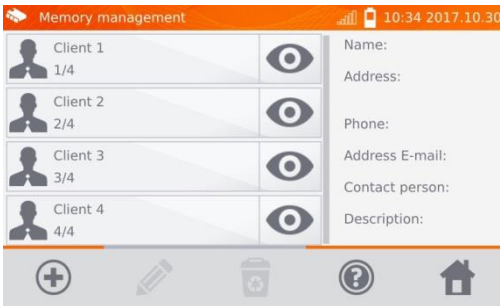 Memory management
10:34 2017.10.30
Client 1
1/4
Client 2
2/4
Client 3
3/4
Client 4
4/4
Name:
Address:
Phone:
Address E-mail:
Contact person:
Description: